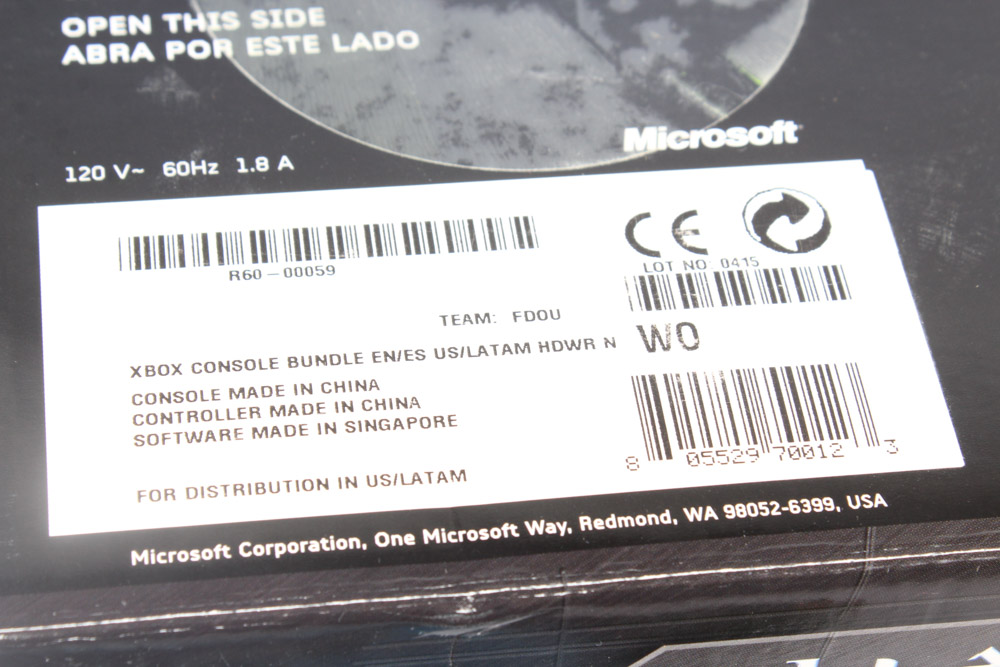 OPEN THIS SIDE
ABRA POR ESTE LADO
Microsoft
120 V~ 60Hz 1.8 A
R60-00059
LOT NO: 0415
TEAM: FDOU
WO
XBOX CONSOLE BUNDLE EN/ES US/LATAM HDWR N
CONSOLE MADE IN CHINA
CONTROLLER MADE IN CHINA
SOFTWARE MADE IN SINGAPORE
8 05529 70012 3
FOR DISTRIBUTION IN US/LATAM
Microsoft Corporation, One Microsoft Way, Redmond, WA 98052-6399, USA